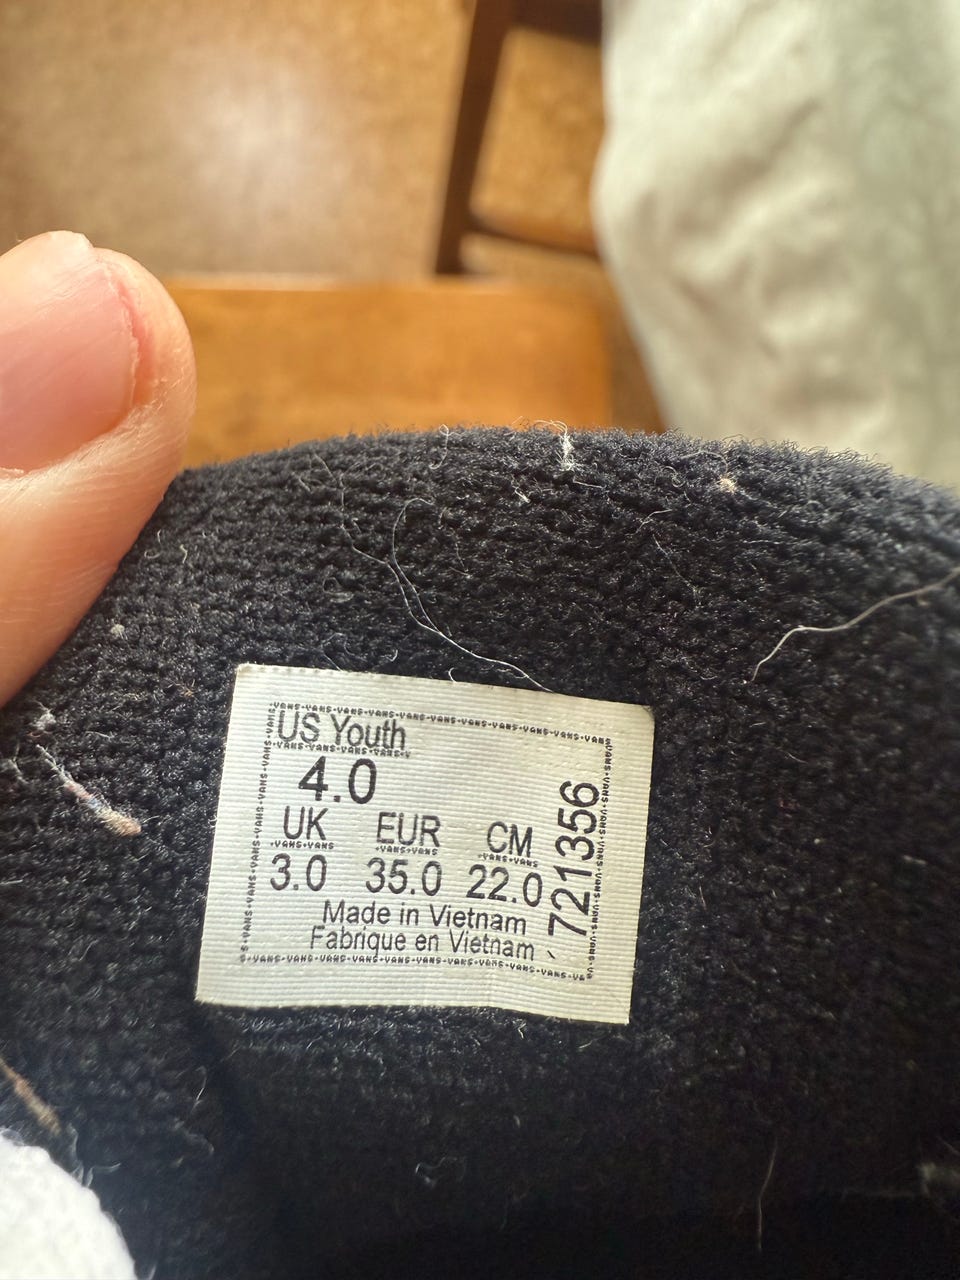 US Youth
4.0
UK EUR CM
3.0 35.0 22.0
Made in Vietnam
Fabrique en Vietnam
721356